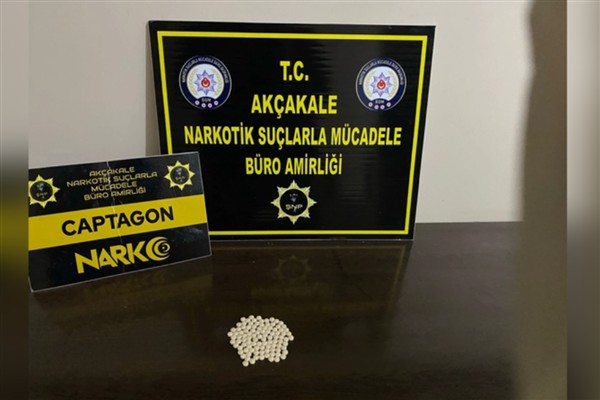 T.C.
AKÇAKALE
NARKOTİK SUÇLARLA MÜCADELE
BÜRO AMİRLİĞİ
AKÇAKALE
NARKOTİK SUÇLARLA
MÜCADELE
BÜRO AMİRLİĞİ
CAPTAGON
NARKO